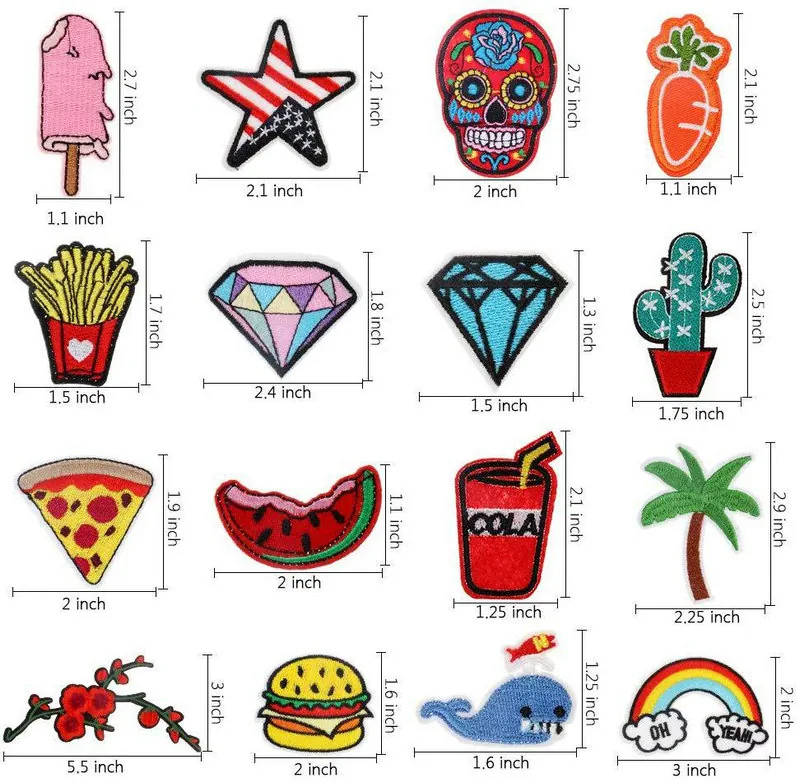 2.7 inch
1.1 inch
2.1 inch
2.1 inch
2.75 inch
2 inch
2.1 inch
1.1 inch
1.7 inch
1.5 inch
1.8 inch
2.4 inch
1.3 inch
1.5 inch
2.5 inch
1.75 inch
1.9 inch
2 inch
1.1 inch
2 inch
COLA
2.1 inch
1.25 inch
2.9 inch
2.25 inch
3 inch
5.5 inch
1.6 inch
2 inch
N
1.25 inch
1.6 inch
OH
YEAH!
2 inch
3 inch